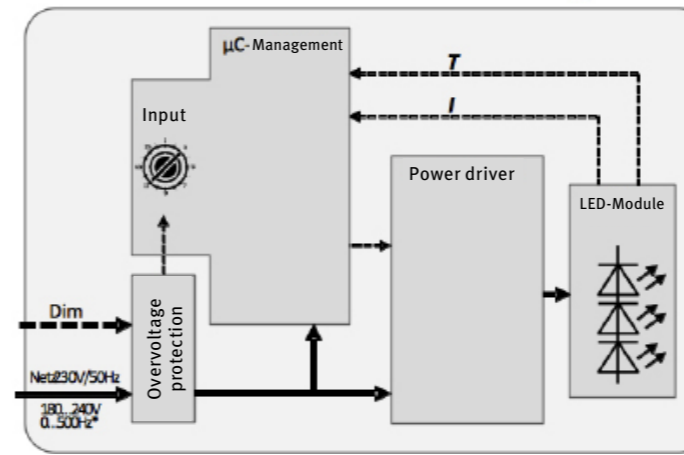 µC-Management
T
Input
I
Power driver
LED-Module
Dim
Overvoltage
protection
Netz230V/50Hz
180...240V
0...500Hz*